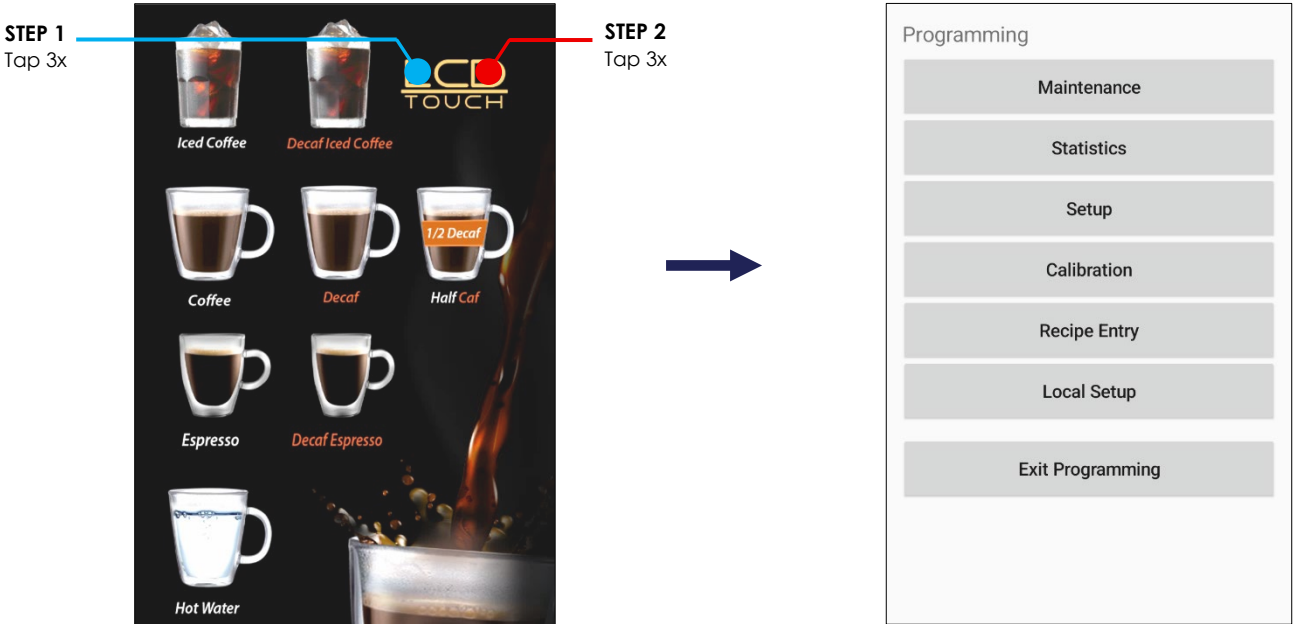 STEP 1
Tap 3x
STEP 2
Tap 3x
TOUCH
Iced Coffee
Decaf Iced Coffee
1/2 Decaf
Coffee
Decaf
Half Caf
Espresso
Decaf Espresso
Hot Water
Programming
Maintenance
Statistics
Setup
Calibration
Recipe Entry
Local Setup
Exit Programming